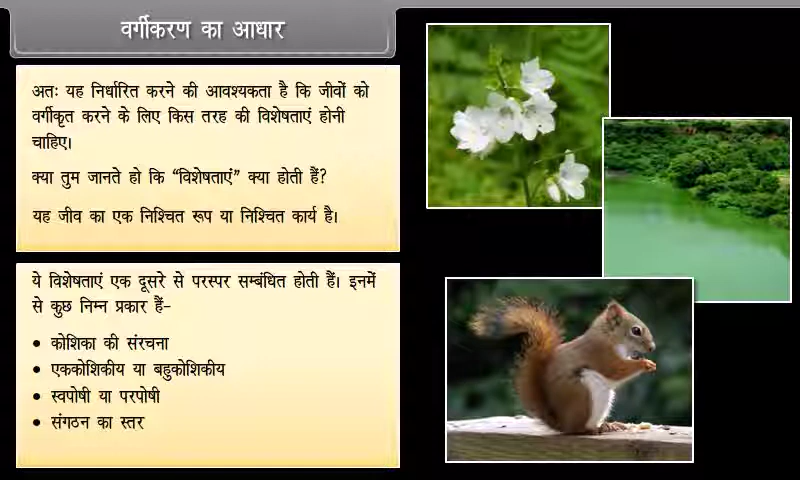 वर्गीकरण का आधार
अतः यह निर्धारित करने की आवश्यकता है कि जीवों को
वर्गीकृत करने के लिए किस तरह की विशेषताएं होनी
चाहिए।
क्या तुम जानते हो कि “विशेषताएं” क्या होती हैं?
यह जीव का एक निश्चित रूप या निश्चित कार्य है।
ये विशेषताएं एक दूसरे से परस्पर सम्बंधित होती हैं। इनमें
से कुछ निम्न प्रकार हैं-
• कोशिका की संरचना
• एककोशिकीय या बहुकोशिकीय
• स्वपोषी या परपोषी
• संगठन का स्तर